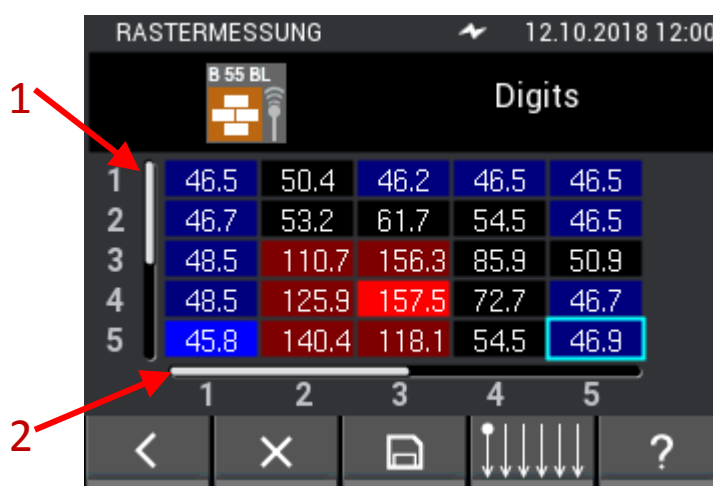 RASTERMESSUNG 12.10.2018 12:00
B 55 BL
Digits
1
1 46.5 50.4 46.2 46.5 46.5
2 46.7 53.2 61.7 54.5 46.5
3 48.5 110.7 156.3 85.9 50.9
4 48.5 125.9 157.5 72.7 46.7
5 45.8 140.4 118.1 54.5 46.9
1 2 3 4 5
2
?